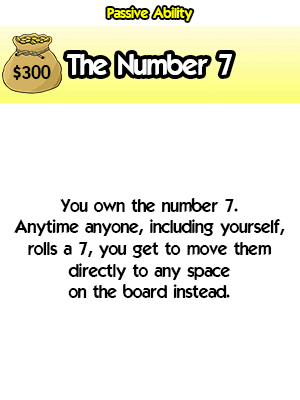 Passive Ability
$300
The Number 7
You own the number 7.
Anytime anyone, including yourself,
rolls a 7, you get to move them
directly to any space
on the board instead.